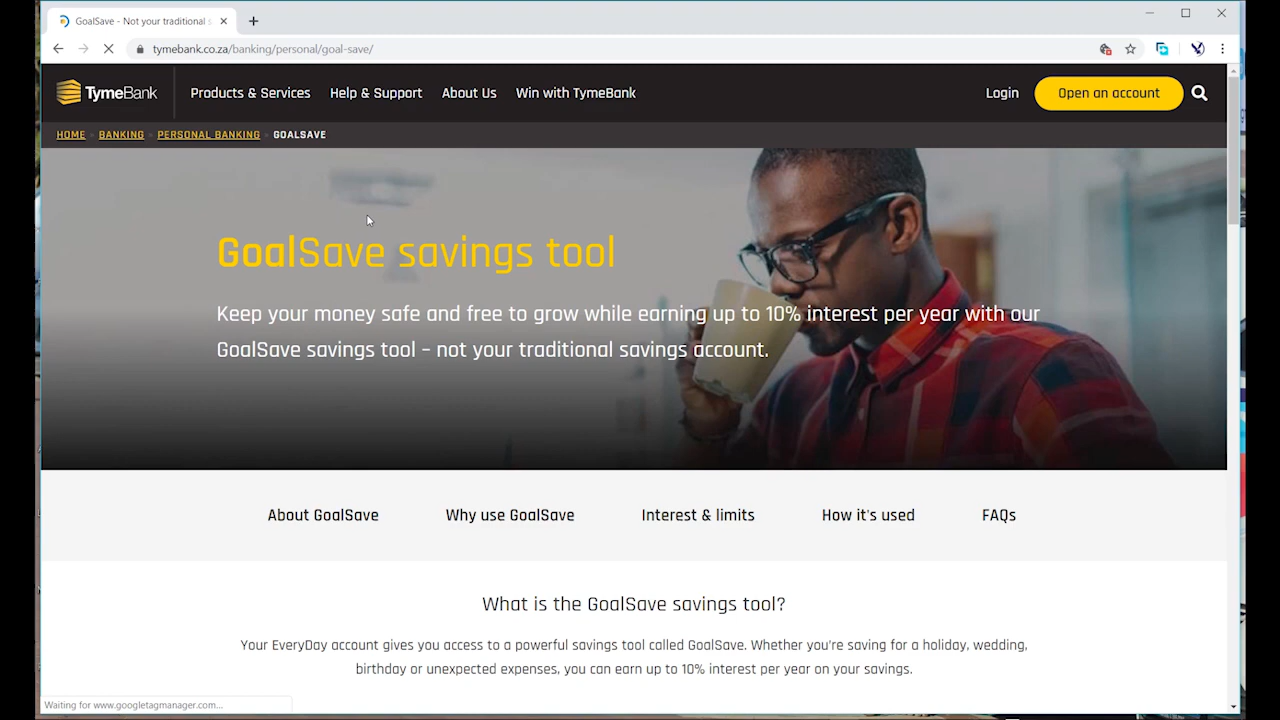 GoalSave - Not your traditional s
tymebank.co.za/banking/personal/goal-save/
TymeBank
Products & Services
Help & Support
About Us
Win with TymeBank
Login
Open an account
HOME
BANKING
PERSONAL BANKING
GOALSAVE
GoalSave savings tool
Keep your money safe and free to grow while earning up to 10% interest per year with our
GoalSave savings tool – not your traditional savings account.
About GoalSave
Why use GoalSave
Interest & limits
How it's used
FAQs
What is the GoalSave savings tool?
Your EveryDay account gives you access to a powerful savings tool called GoalSave. Whether you're saving for a holiday, wedding,
birthday or unexpected expenses, you can earn up to 10% interest per year on your savings.
Waiting for www.googletagmanager.com...